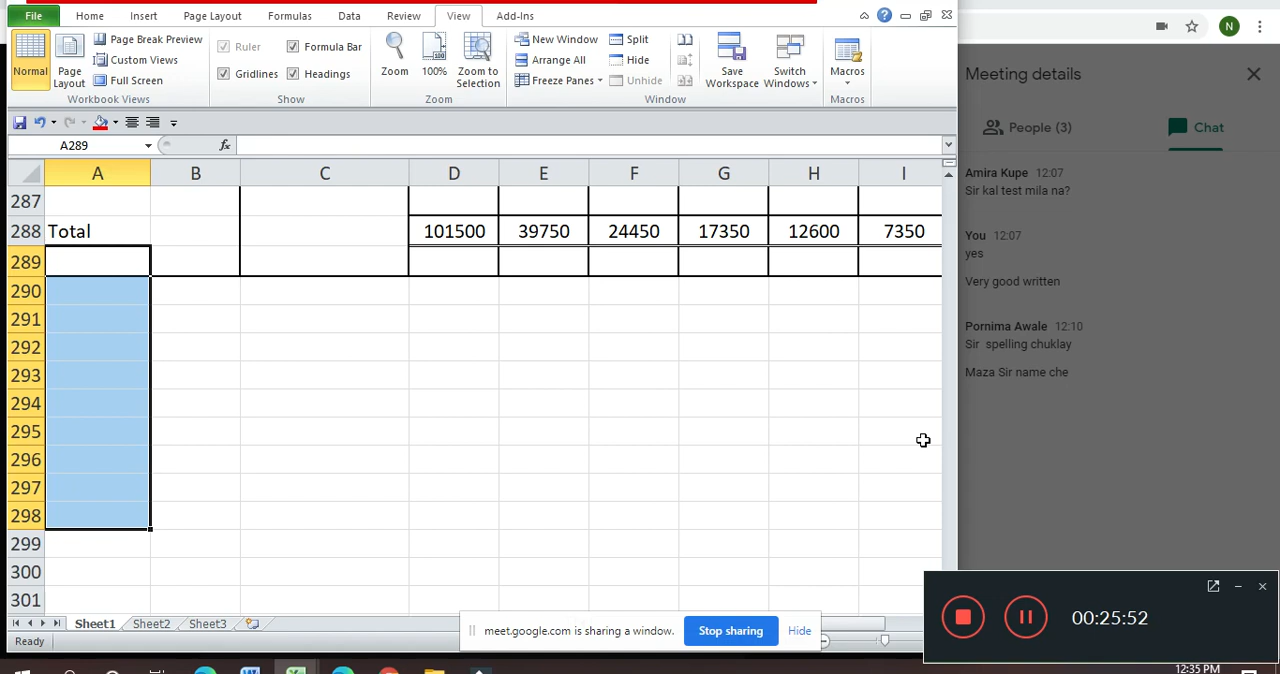 File Home Insert Page Layout Formulas Data Review View Add-Ins
Normal Page Layout Page Break Preview Custom Views Full Screen
Workbook Views
Ruler Formula Bar
Gridlines Headings
Show
Zoom 100% Zoom to Selection
Zoom
New Window Split
Arrange All Hide
Freeze Panes Unhide
Save Workspace Switch Windows
Window
Macros
Macros
A289 fx
A B C D E F G H I
287
288 Total 101500 39750 24450 17350 12600 7350
289
290
291
292
293
294
295
296
297
298
299
300
301
Sheet1 Sheet2 Sheet3
Ready
meet.google.com is sharing a window. Stop sharing Hide
N
Meeting details
People (3) Chat
Amira Kupe 12:07
Sir kal test mila na?
You 12:07
yes
Very good written
Pornima Awale 12:10
Sir spelling chuklay
Maza Sir name che
00:25:52
12:35 PM